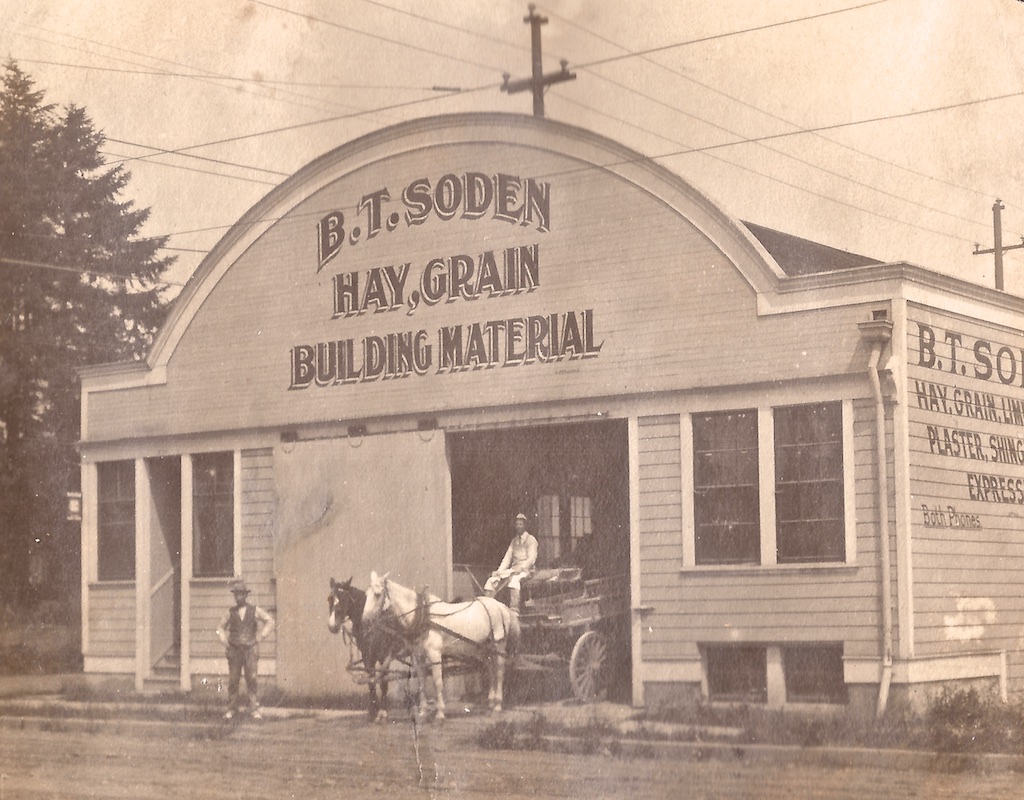 B.T. SODEN
HAY, GRAIN
BUILDING MATERIAL
B.T. SO
HAY, GRAIN, LIM
PLASTER, SHING
EXPRESS
Both Phones.